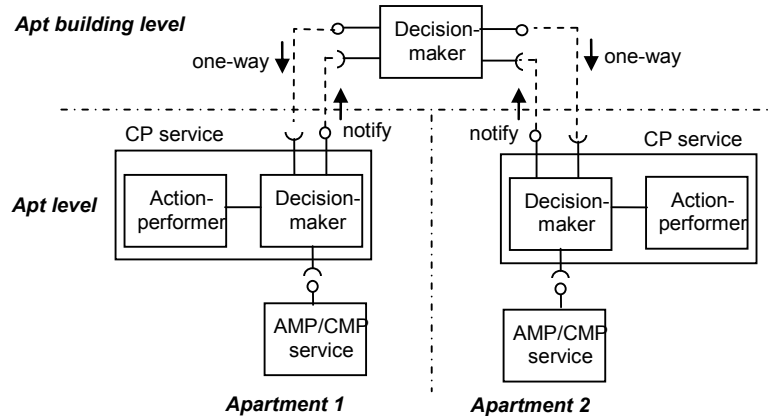 Apt building level
Decision-
maker
one-way
one-way
notify
notify
CP service
CP service
Apt level
Action-
performer
Decision-
maker
Decision-
maker
Action-
performer
AMP/CMP
service
AMP/CMP
service
Apartment 1
Apartment 2